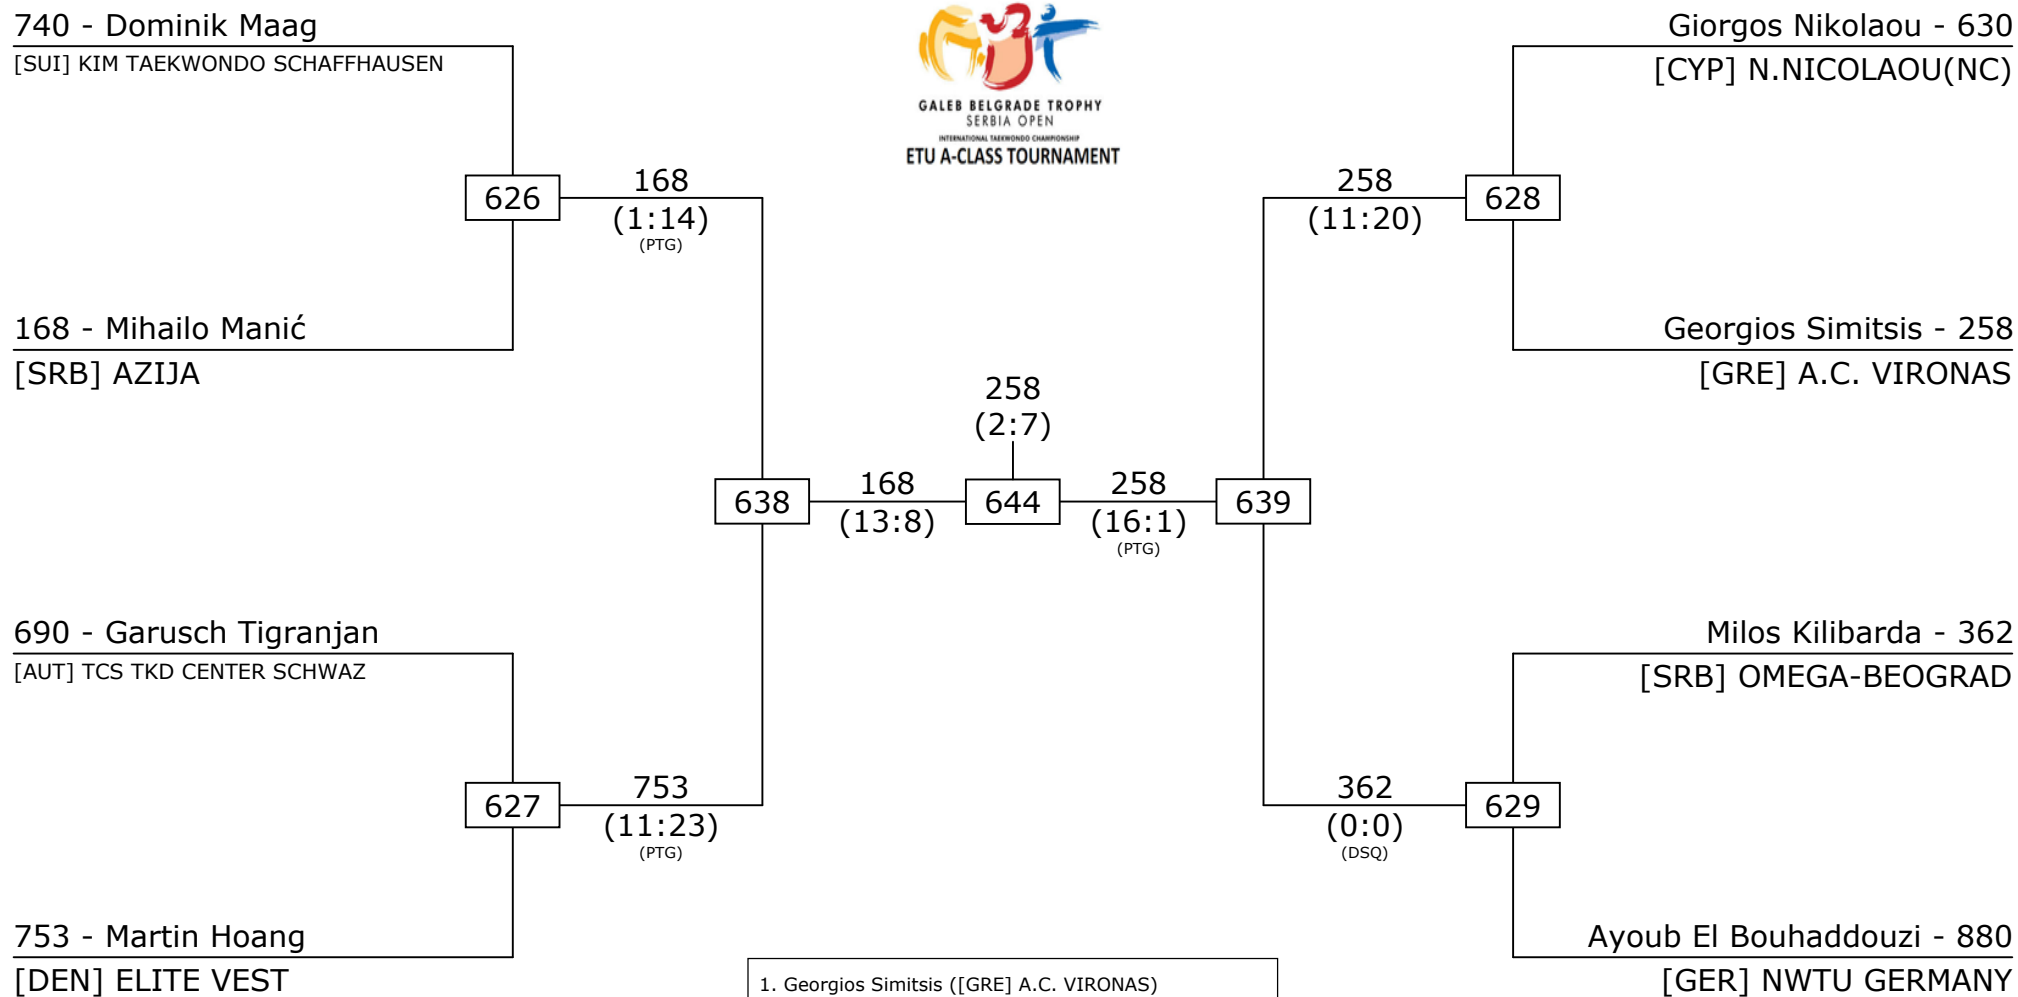 740 - Dominik Maag
[SUI] KIM TAEKWONDO SCHAFFHAUSEN
GALEB BELGRADE TROPHY
SERBIA OPEN
INTERNATIONAL TAEKWONDO CHAMPIONSHIP
ETU A-CLASS TOURNAMENT
Giorgos Nikolaou - 630
[CYP] N.NICOLAOU(NC)
626
168
(1:14)
(PTG)
258
(11:20)
628
168 - Mihailo Manić
[SRB] AZIJA
Georgios Simitsis - 258
[GRE] A.C. VIRONAS
258
(2:7)
638
168
(13:8)
644
258
(16:1)
(PTG)
639
690 - Garusch Tigranjan
[AUT] TCS TKD CENTER SCHWAZ
Milos Kilibarda - 362
[SRB] OMEGA-BEOGRAD
627
753
(11:23)
(PTG)
362
(0:0)
(DSQ)
629
753 - Martin Hoang
[DEN] ELITE VEST
Ayoub El Bouhaddouzi - 880
[GER] NWTU GERMANY
1. Georgios Simitsis ([GRE] A.C. VIRONAS)